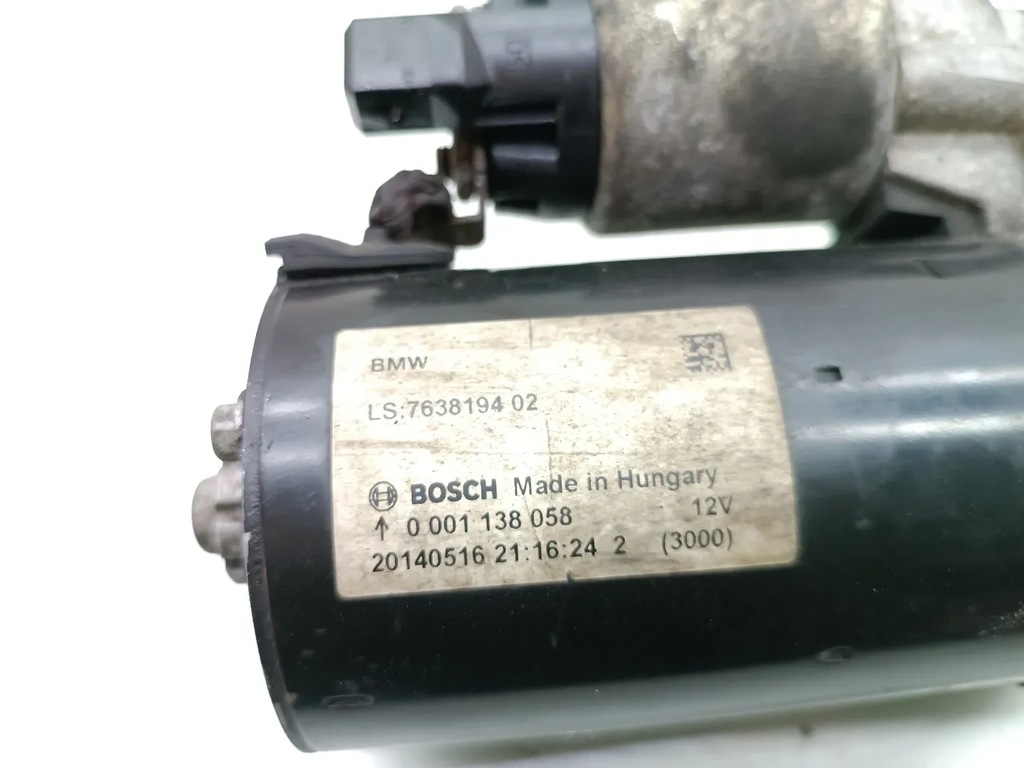 BMW
LS:7638194 02
BOSCH Made in Hungary
↑ 0 001 138 058 12V
20140516 21:16:24 2 (3000)